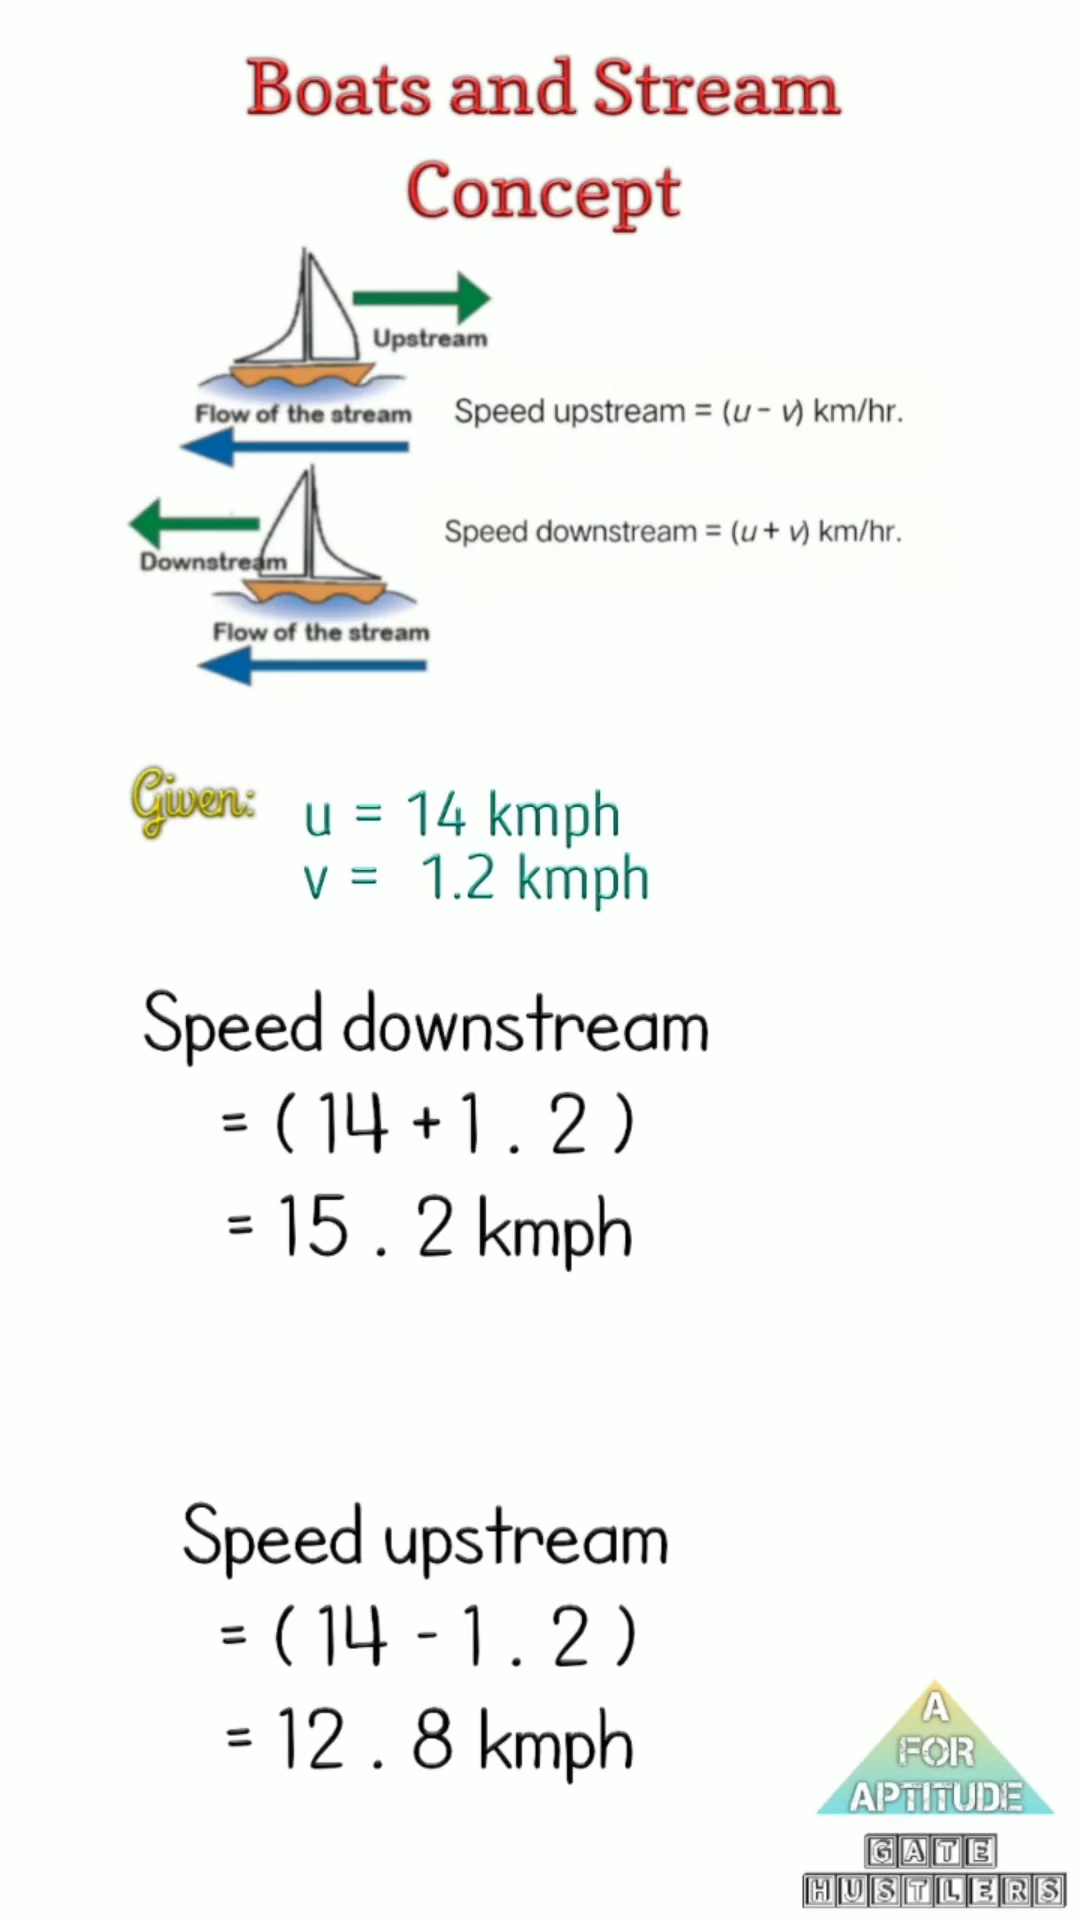 Boats and Stream
Concept
Upstream
Flow of the stream
Speed upstream = (u - v) km/hr.
Downstream
Speed downstream = (u + v) km/hr.
Flow of the stream
Given:
u = 14 kmph
v = 1.2 kmph
Speed downstream
= ( 14 + 1 . 2 )
= 15 . 2 kmph
Speed upstream
= ( 14 - 1 . 2 )
= 12 . 8 kmph
A
FOR
APTITUDE
GATE
HUSTLERS